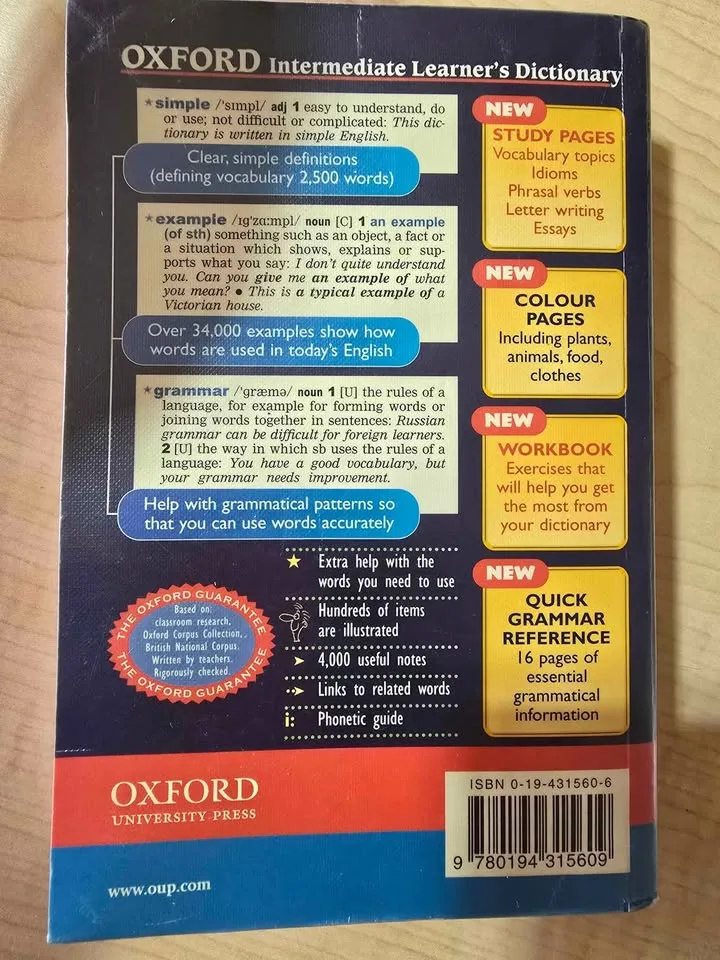 OXFORD Intermediate Learner's Dictionary
★simple /'sɪmpl/ adj 1 easy to understand, do
or use; not difficult or complicated: This dic-
tionary is written in simple English.
Clear, simple definitions
(defining vocabulary 2,500 words)
★example /ɪg'zɑːmpl/ noun [C] 1 an example
(of sth) something such as an object, a fact or
a situation which shows, explains or sup-
ports what you say: I don't quite understand
you. Can you give me an example of what
you mean? ● This is a typical example of a
Victorian house.
Over 34,000 examples show how
words are used in today's English
★grammar /'græmə/ noun 1 [U] the rules of a
language, for example for forming words or
joining words together in sentences: Russian
grammar can be difficult for foreign learners.
2 [U] the way in which sb uses the rules of a
language: You have a good vocabulary, but
your grammar needs improvement.
Help with grammatical patterns so
that you can use words accurately
NEW
STUDY PAGES
Vocabulary topics
Idioms
Phrasal verbs
Letter writing
Essays
NEW
COLOUR
PAGES
Including plants,
animals, food,
clothes
NEW
WORKBOOK
Exercises that
will help you get
the most from
your dictionary
NEW
QUICK
GRAMMAR
REFERENCE
16 pages of
essential
grammatical
information
THE OXFORD GUARANTEE
Based on:
classroom research,
Oxford Corpus Collection,
British National Corpus.
Written by teachers.
Rigorously checked.
THE OXFORD GUARANTEE
★ Extra help with the
words you need to use
Hundreds of items
are illustrated
➤ 4,000 useful notes
Links to related words
i: Phonetic guide
OXFORD
UNIVERSITY PRESS
www.oup.com
ISBN 0-19-431560-6
9 780194 315609